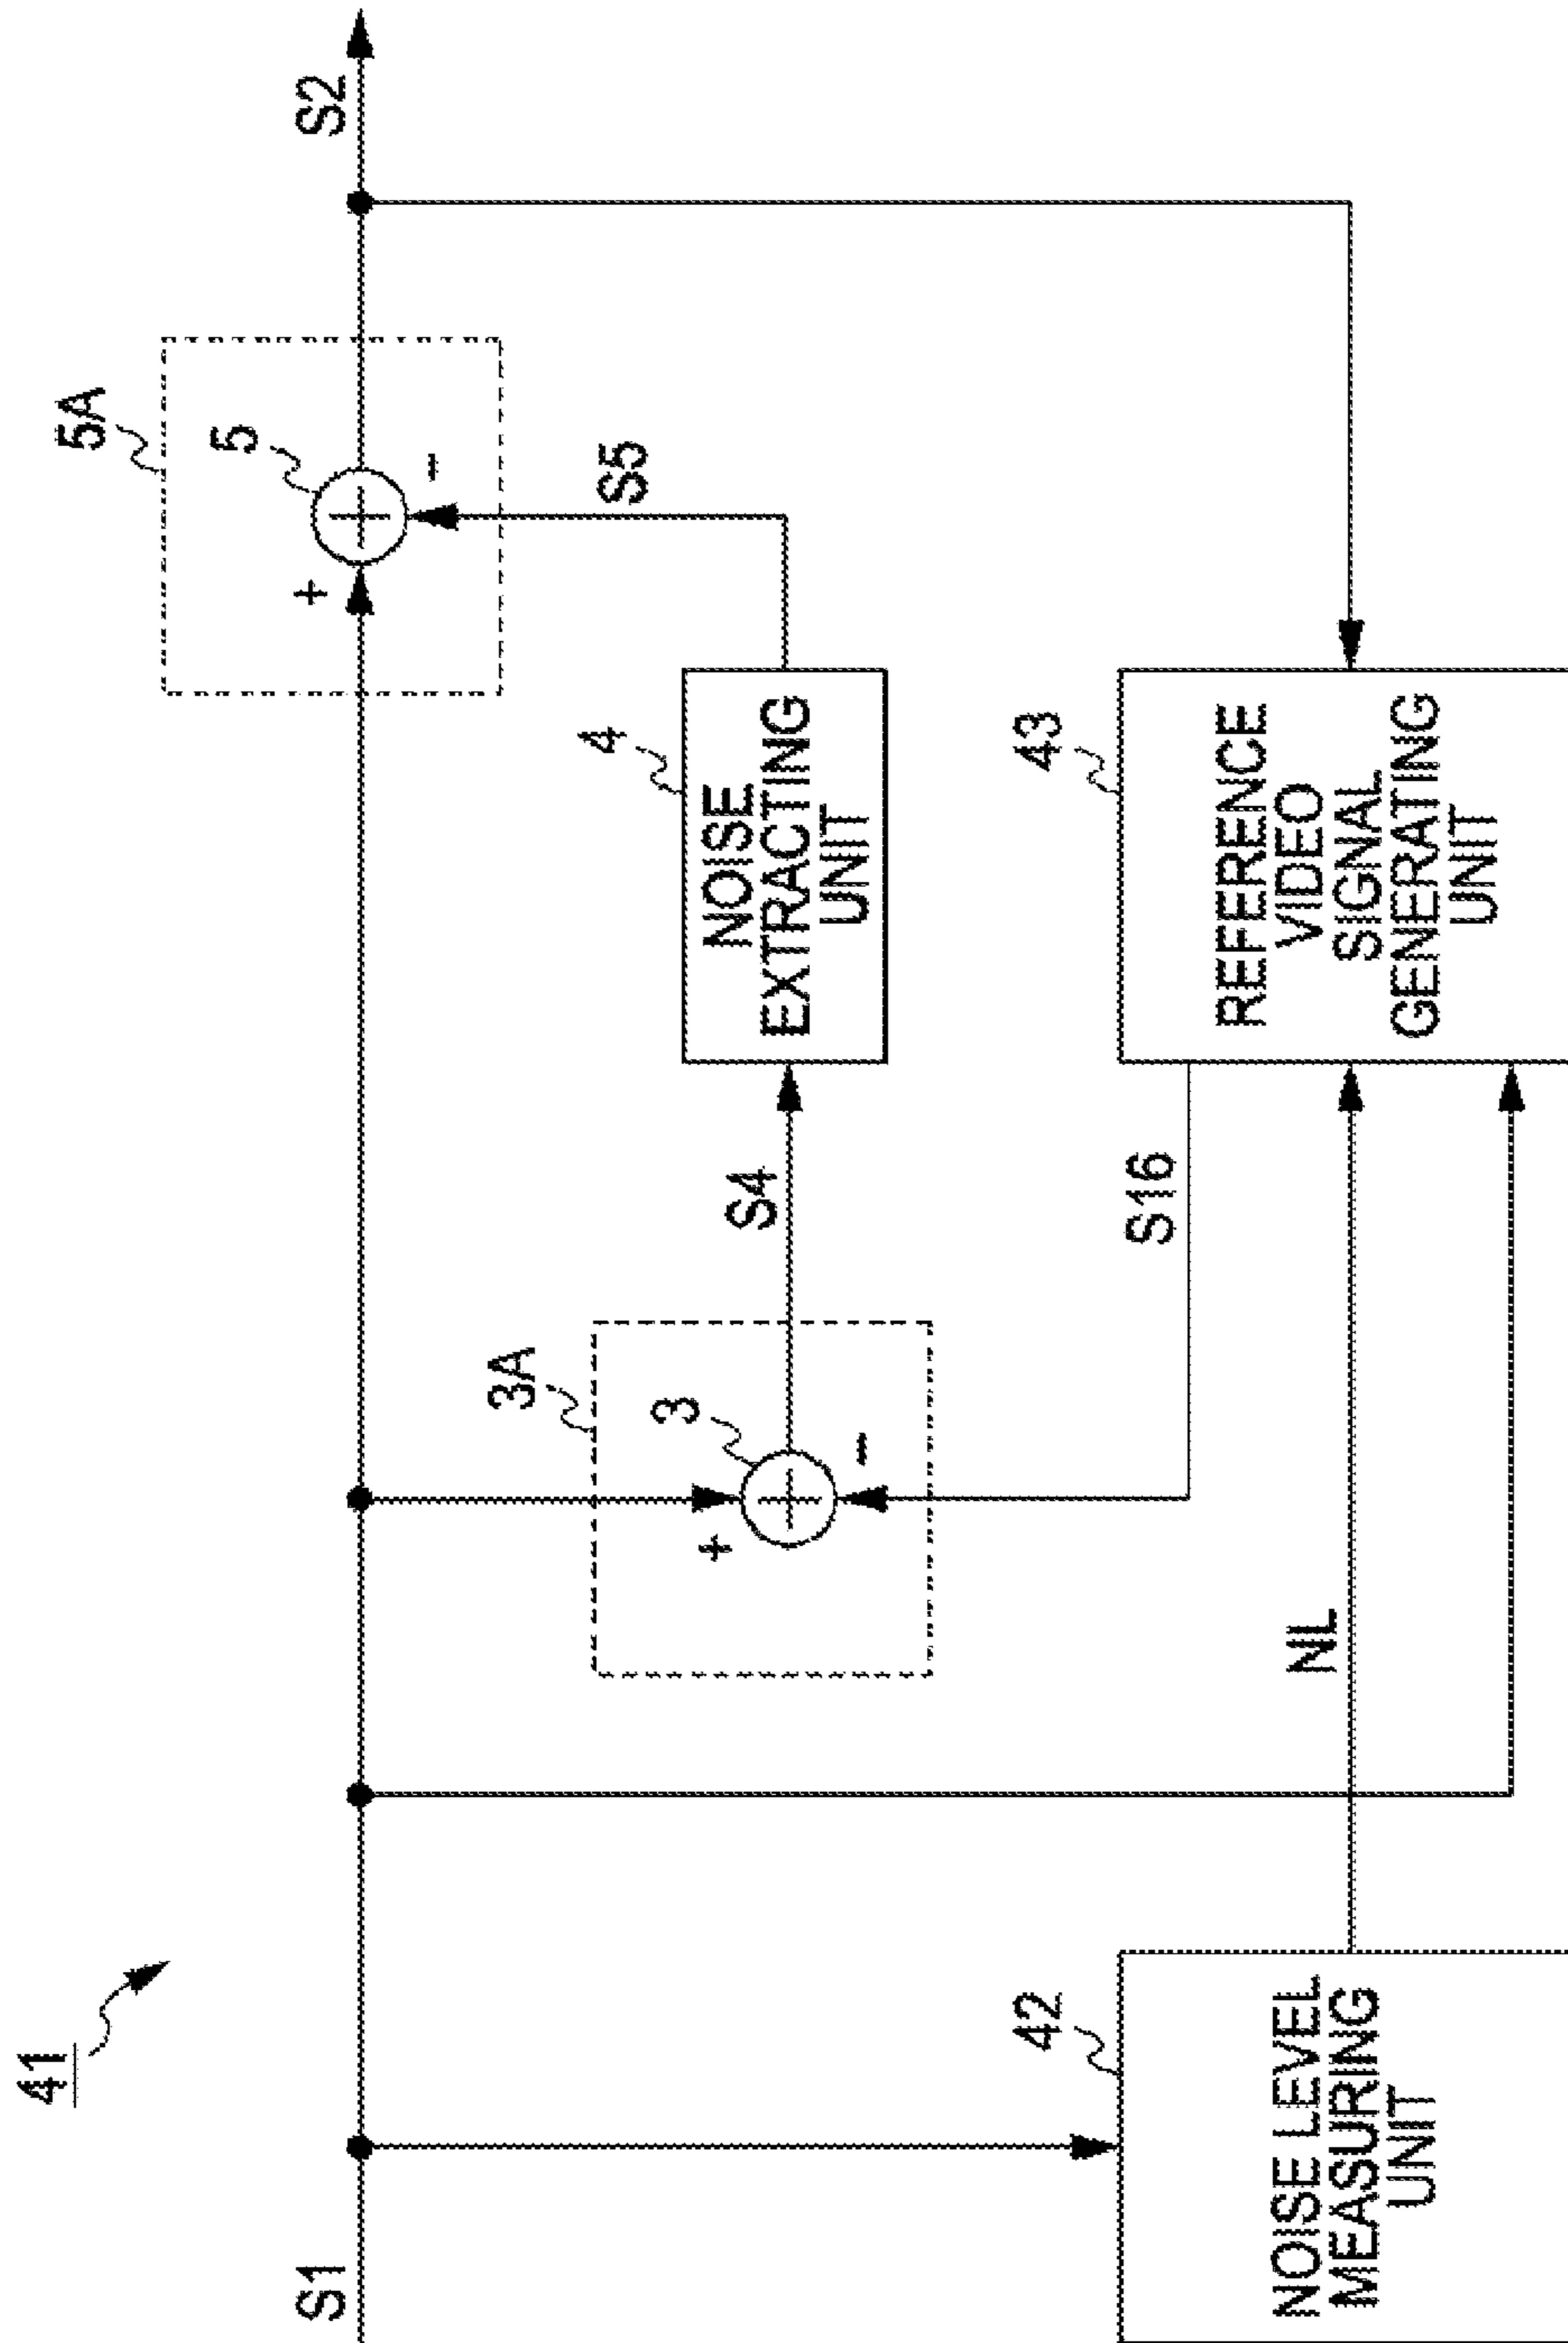 41
S1
S2
5A
5
+
-
S5
3A
3
+
-
S4
4
NOISE
EXTRACTING
UNIT
S16
NL
42
NOISE LEVEL
MEASURING
UNIT
43
REFERENCE
VIDEO
SIGNAL
GENERATING
UNIT